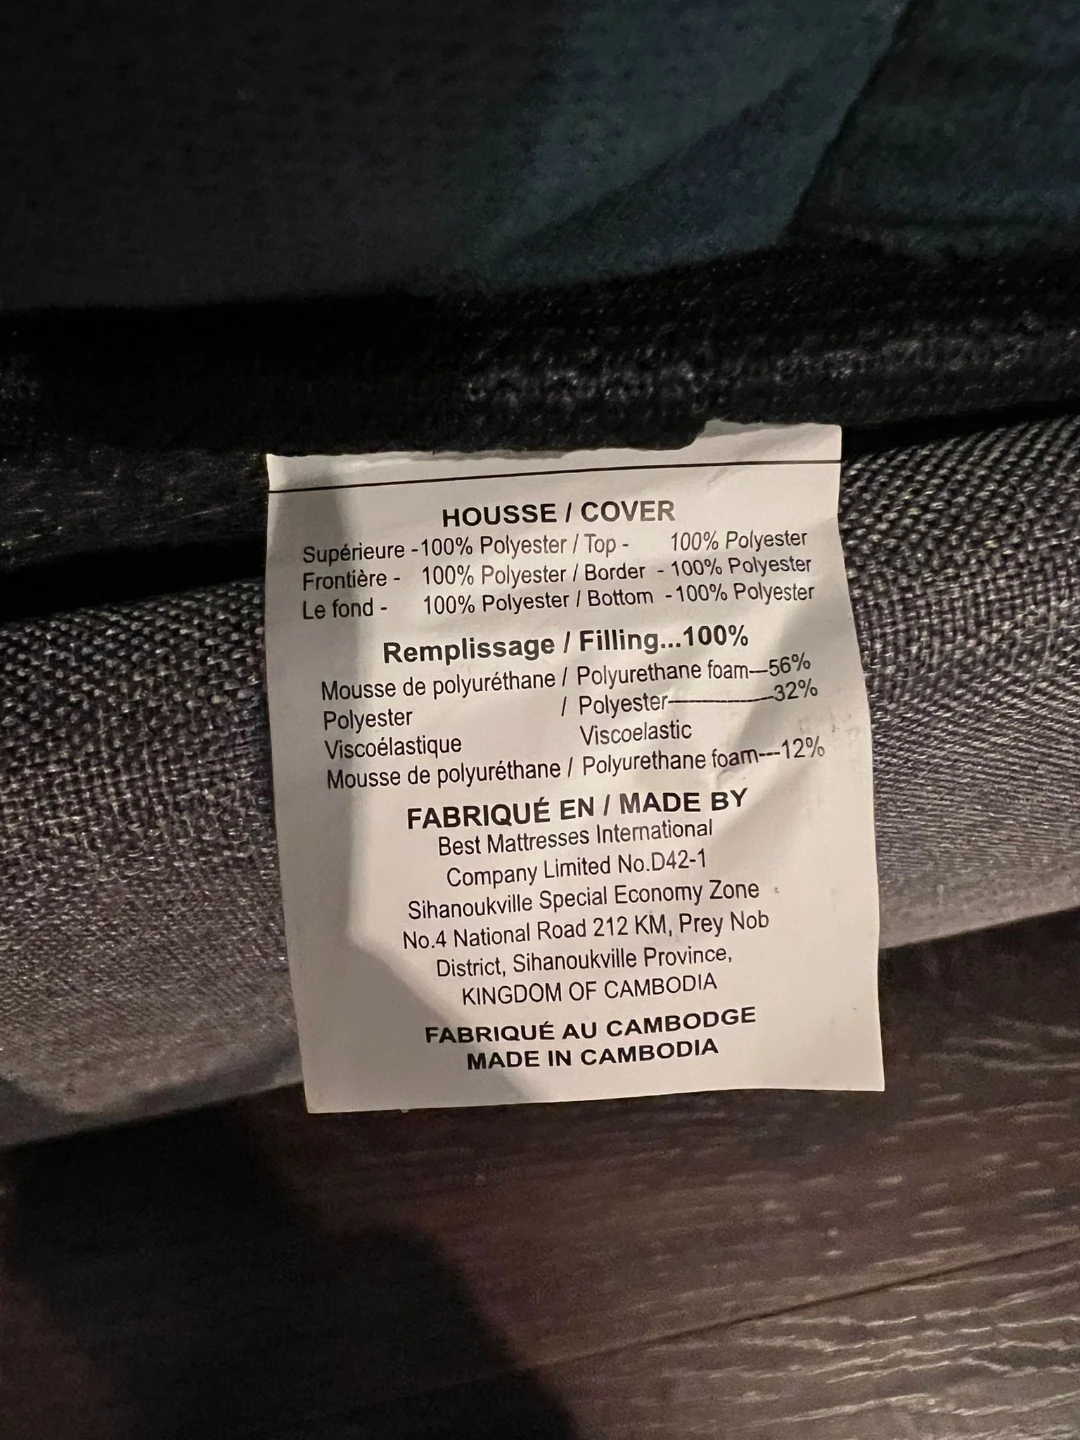 HOUSSE / COVER
Supérieure -100% Polyester / Top - 100% Polyester
Frontière - 100% Polyester / Border - 100% Polyester
Le fond - 100% Polyester / Bottom -100% Polyester
Remplissage / Filling...100%
Mousse de polyuréthane / Polyurethane foam—56%
Polyester / Polyester————32%
Viscoélastique Viscoelastic
Mousse de polyuréthane / Polyurethane foam---12%
FABRIQUÉ EN / MADE BY
Best Mattresses International
Company Limited No.D42-1
Sihanoukville Special Economy Zone
No.4 National Road 212 KM, Prey Nob
District, Sihanoukville Province,
KINGDOM OF CAMBODIA
FABRIQUÉ AU CAMBODGE
MADE IN CAMBODIA